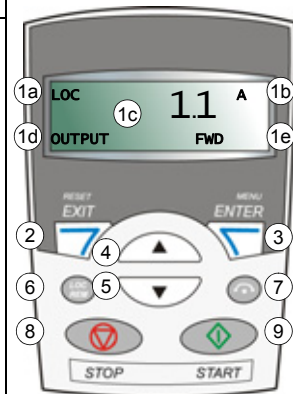 1a LOC 1c 1.1 A 1b
1d OUTPUT FWD 1e
RESET MENU
EXIT ENTER
2 3
4
6 LOC REM 5 7
8 9
STOP START